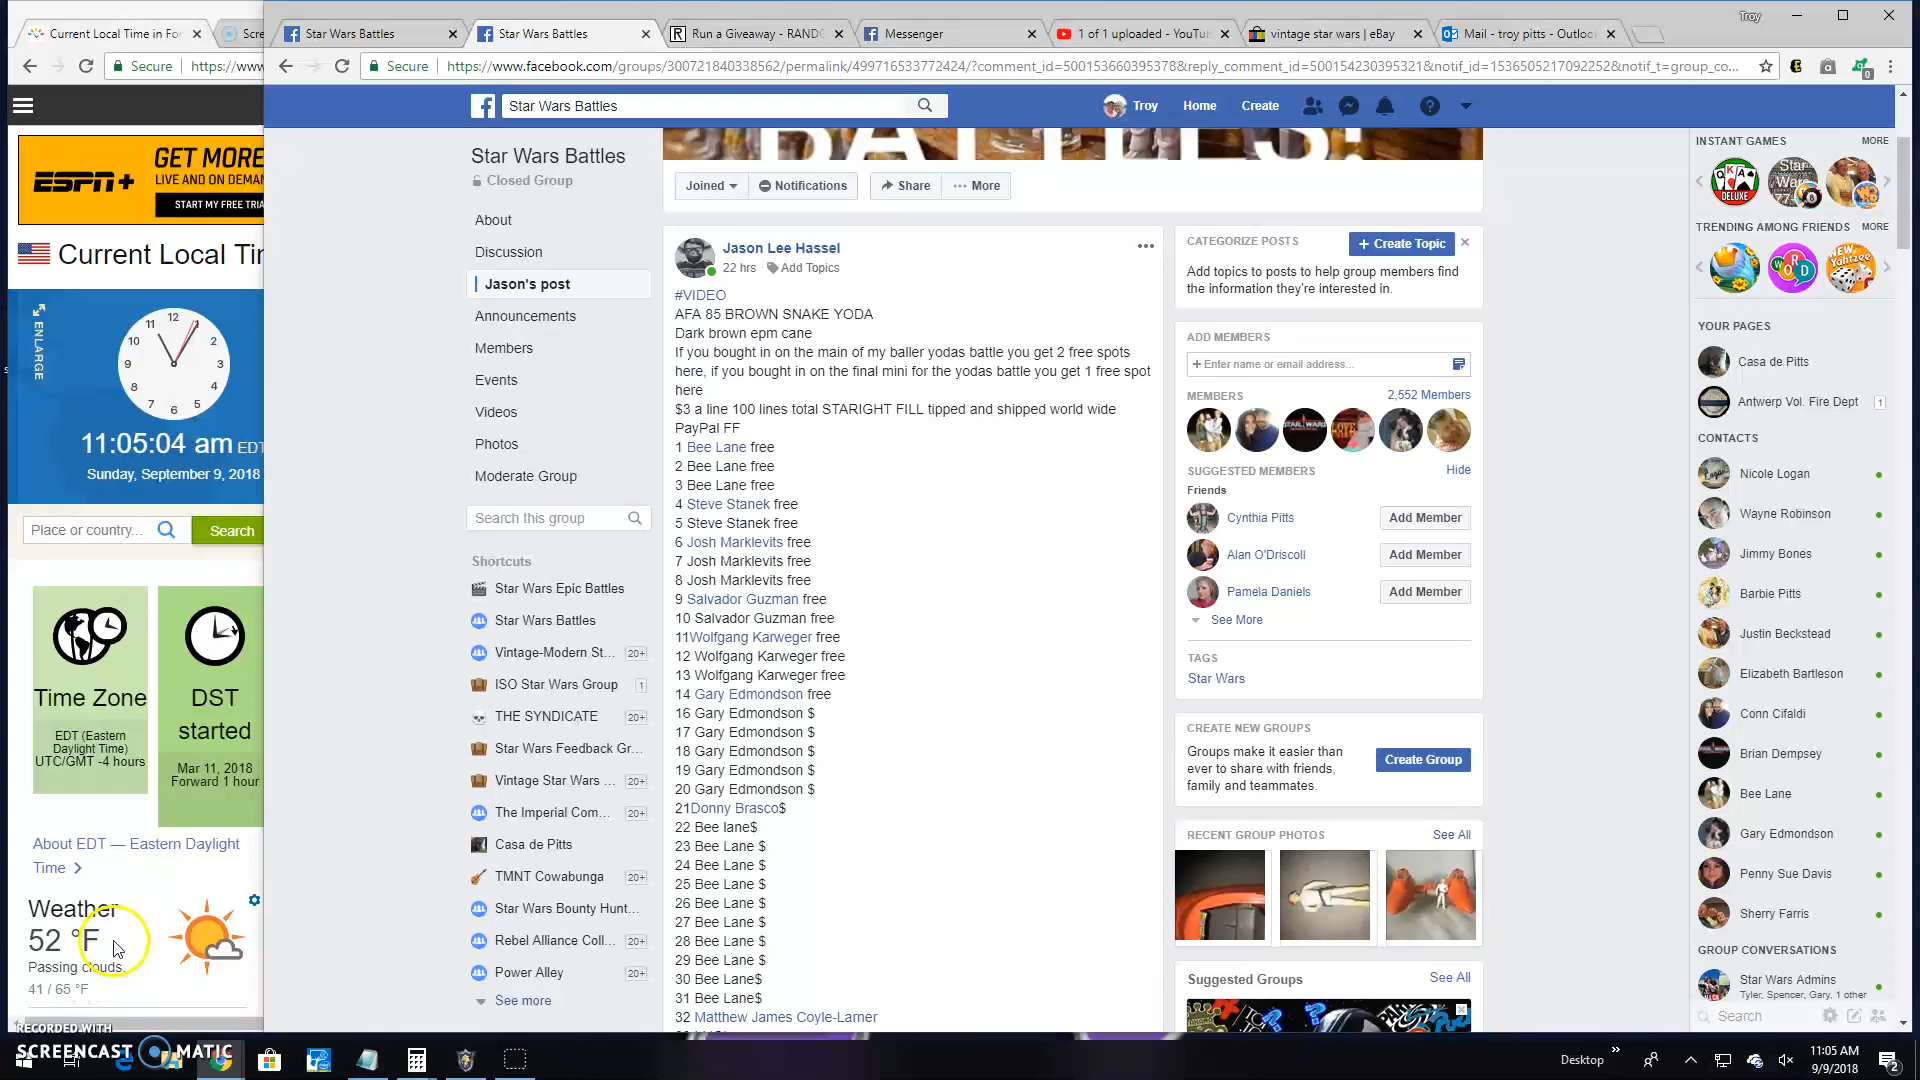 Current Local Time in For
Scre
Star Wars Battles
Star Wars Battles
Run a Giveaway - RAND
Messenger
1 of 1 uploaded - YouTu
vintage star wars | eBay
Mail - troy pitts - Outloo
Troy
Secure
https://www
Secure
https://www.facebook.com/groups/300721840338562/permalink/499716533772424/?comment_id=500153660395378&reply_comment_id=500154230395321&notif_id=1536505217092252&notif_t=group_co...
Star Wars Battles
Troy
Home
Create
ESPN+
GET MORE
LIVE AND ON DEMAN
START MY FREE TRIA
Current Local Tir
ENLARGE
12
1
2
3
4
5
6
7
8
9
10
11
11:05:04 am EDT
Sunday, September 9, 2018
Place or country...
Search
Time Zone
EDT (Eastern
Daylight Time)
UTC/GMT -4 hours
DST
started
Mar 11, 2018
Forward 1 hour
About EDT — Eastern Daylight
Time
Weather
52 °F
Passing clouds.
41 / 65 °F
RECORDED WITH
SCREENCAST MATIC
Star Wars Battles
Closed Group
About
Discussion
Jason's post
Announcements
Members
Events
Videos
Photos
Moderate Group
Search this group
Shortcuts
Star Wars Epic Battles
Star Wars Battles
Vintage-Modern St... 20+
ISO Star Wars Group 1
THE SYNDICATE 20+
Star Wars Feedback Gr...
Vintage Star Wars ... 20+
The Imperial Com... 20+
Casa de Pitts
TMNT Cowabunga 20+
Star Wars Bounty Hunt...
Rebel Alliance Coll... 20+
Power Alley 20+
See more
BATTLES!
Joined
Notifications
Share
More
Jason Lee Hassel
22 hrs · Add Topics
#VIDEO
AFA 85 BROWN SNAKE YODA
Dark brown epm cane
If you bought in on the main of my baller yodas battle you get 2 free spots
here, if you bought in on the final mini for the yodas battle you get 1 free spot
here
$3 a line 100 lines total STARIGHT FILL tipped and shipped world wide
PayPal FF
1 Bee Lane free
2 Bee Lane free
3 Bee Lane free
4 Steve Stanek free
5 Steve Stanek free
6 Josh Marklevits free
7 Josh Marklevits free
8 Josh Marklevits free
9 Salvador Guzman free
10 Salvador Guzman free
11Wolfgang Karweger free
12 Wolfgang Karweger free
13 Wolfgang Karweger free
14 Gary Edmondson free
16 Gary Edmondson $
17 Gary Edmondson $
18 Gary Edmondson $
19 Gary Edmondson $
20 Gary Edmondson $
21Donny Brasco$
22 Bee lane$
23 Bee Lane $
24 Bee Lane $
25 Bee Lane $
26 Bee Lane $
27 Bee Lane $
28 Bee Lane $
29 Bee Lane $
30 Bee Lane$
31 Bee Lane$
32 Matthew James Coyle-Larner
CATEGORIZE POSTS
+ Create Topic
Add topics to posts to help group members find
the information they're interested in.
ADD MEMBERS
+ Enter name or email address...
MEMBERS
2,552 Members
SUGGESTED MEMBERS
Hide
Friends
Cynthia Pitts
Add Member
Alan O'Driscoll
Add Member
Pamela Daniels
Add Member
See More
TAGS
Star Wars
CREATE NEW GROUPS
Groups make it easier than
ever to share with friends,
family and teammates.
Create Group
RECENT GROUP PHOTOS
See All
Suggested Groups
See All
INSTANT GAMES
MORE
TRENDING AMONG FRIENDS
MORE
YOUR PAGES
Casa de Pitts
Antwerp Vol. Fire Dept 1
CONTACTS
Nicole Logan
Wayne Robinson
Jimmy Bones
Barbie Pitts
Justin Beckstead
Elizabeth Bartleson
Conn Cifaldi
Brian Dempsey
Bee Lane
Gary Edmondson
Penny Sue Davis
Sherry Farris
GROUP CONVERSATIONS
Star Wars Admins
Tyler, Spencer, Gary, 1 other
Search
Desktop
11:05 AM
9/9/2018
2